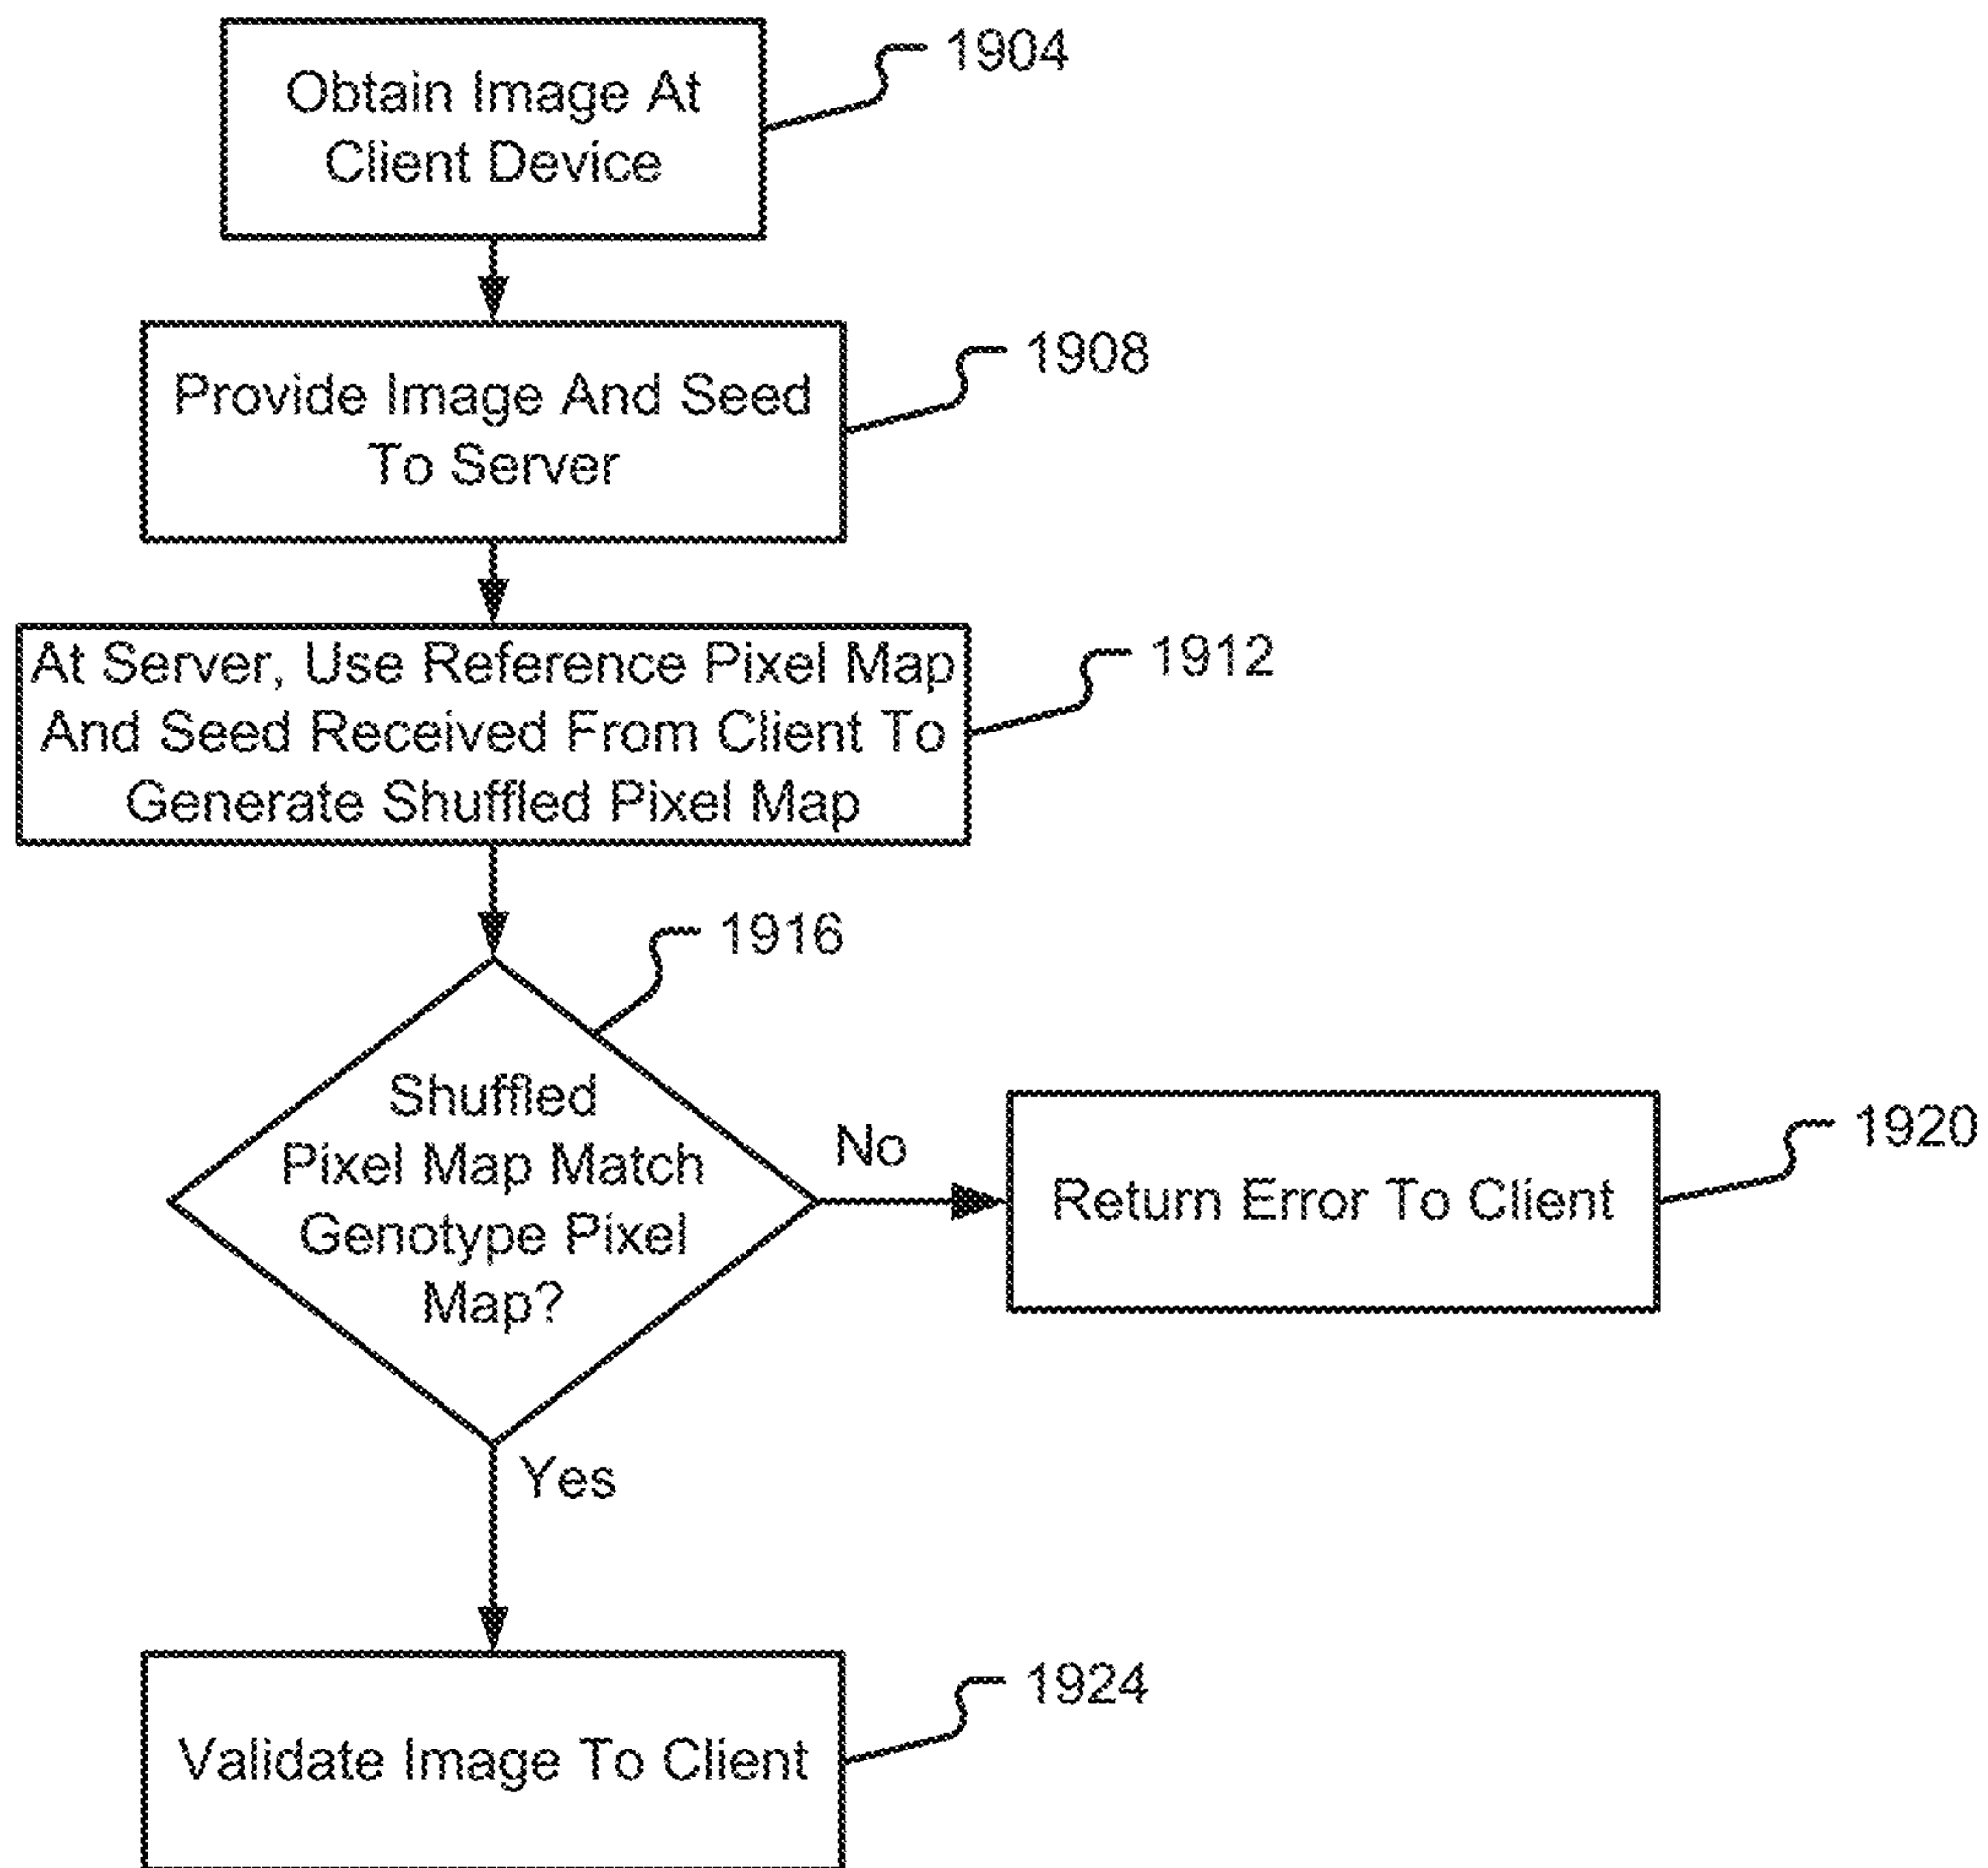 Obtain Image At
Client Device
1904
Provide Image And Seed
To Server
1908
At Server, Use Reference Pixel Map
And Seed Received From Client To
Generate Shuffled Pixel Map
1912
1916
Shuffled
Pixel Map Match
Genotype Pixel
Map?
No
Return Error To Client
1920
Yes
Validate Image To Client
1924